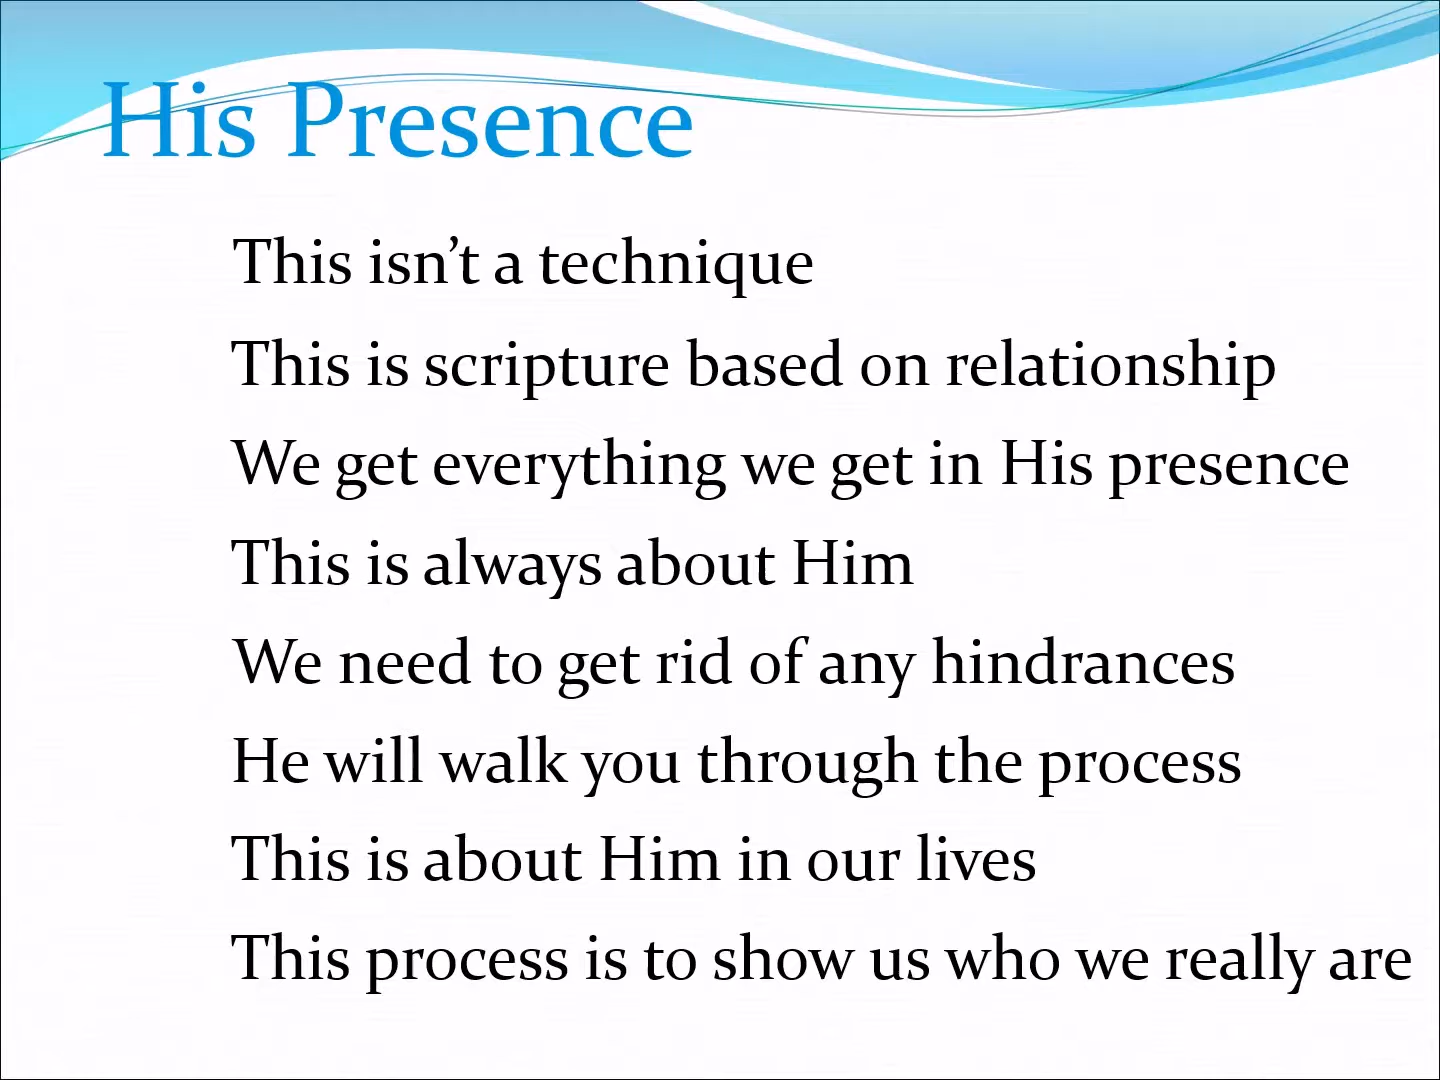 His Presence
This isn’t a technique
This is scripture based on relationship
We get everything we get in His presence
This is always about Him
We need to get rid of any hindrances
He will walk you through the process
This is about Him in our lives
This process is to show us who we really are